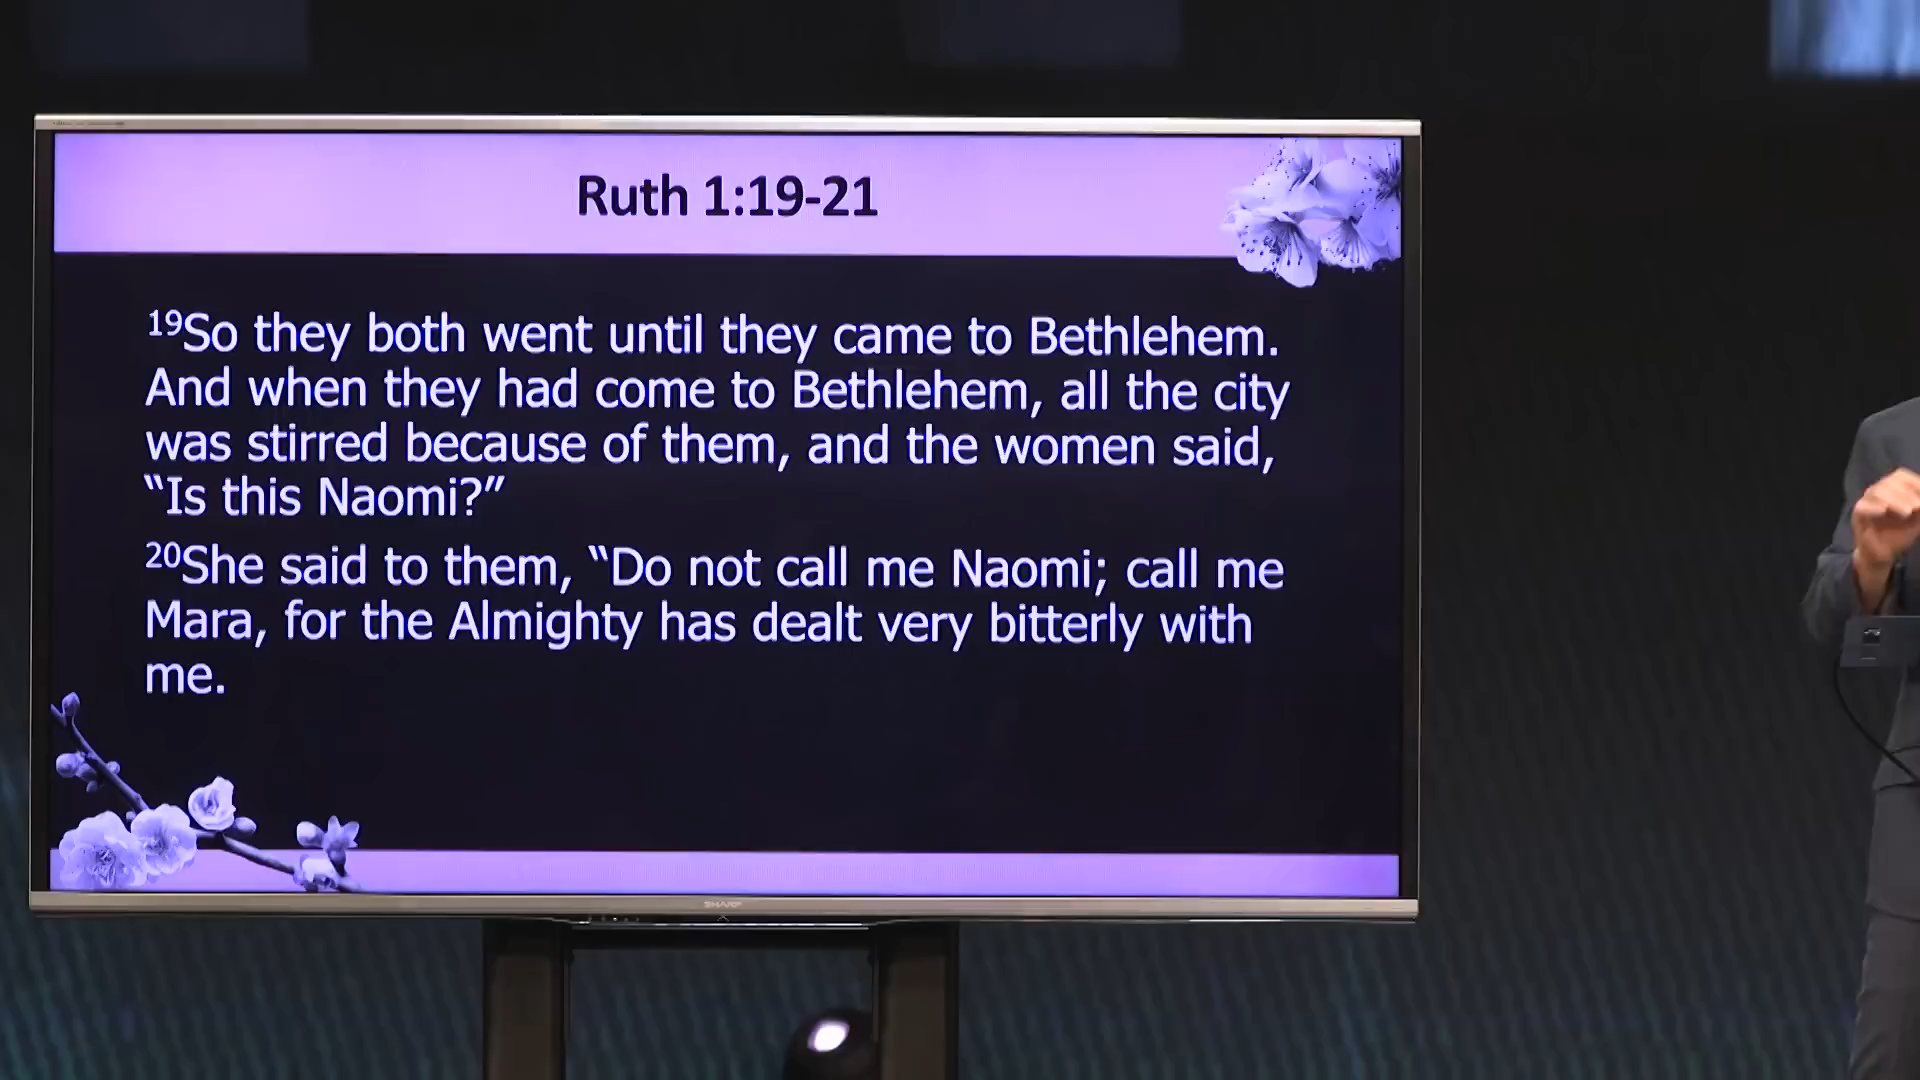 Ruth 1:19-21
19So they both went until they came to Bethlehem.
And when they had come to Bethlehem, all the city
was stirred because of them, and the women said,
“Is this Naomi?”
20She said to them, “Do not call me Naomi; call me
Mara, for the Almighty has dealt very bitterly with
me.
SHARP